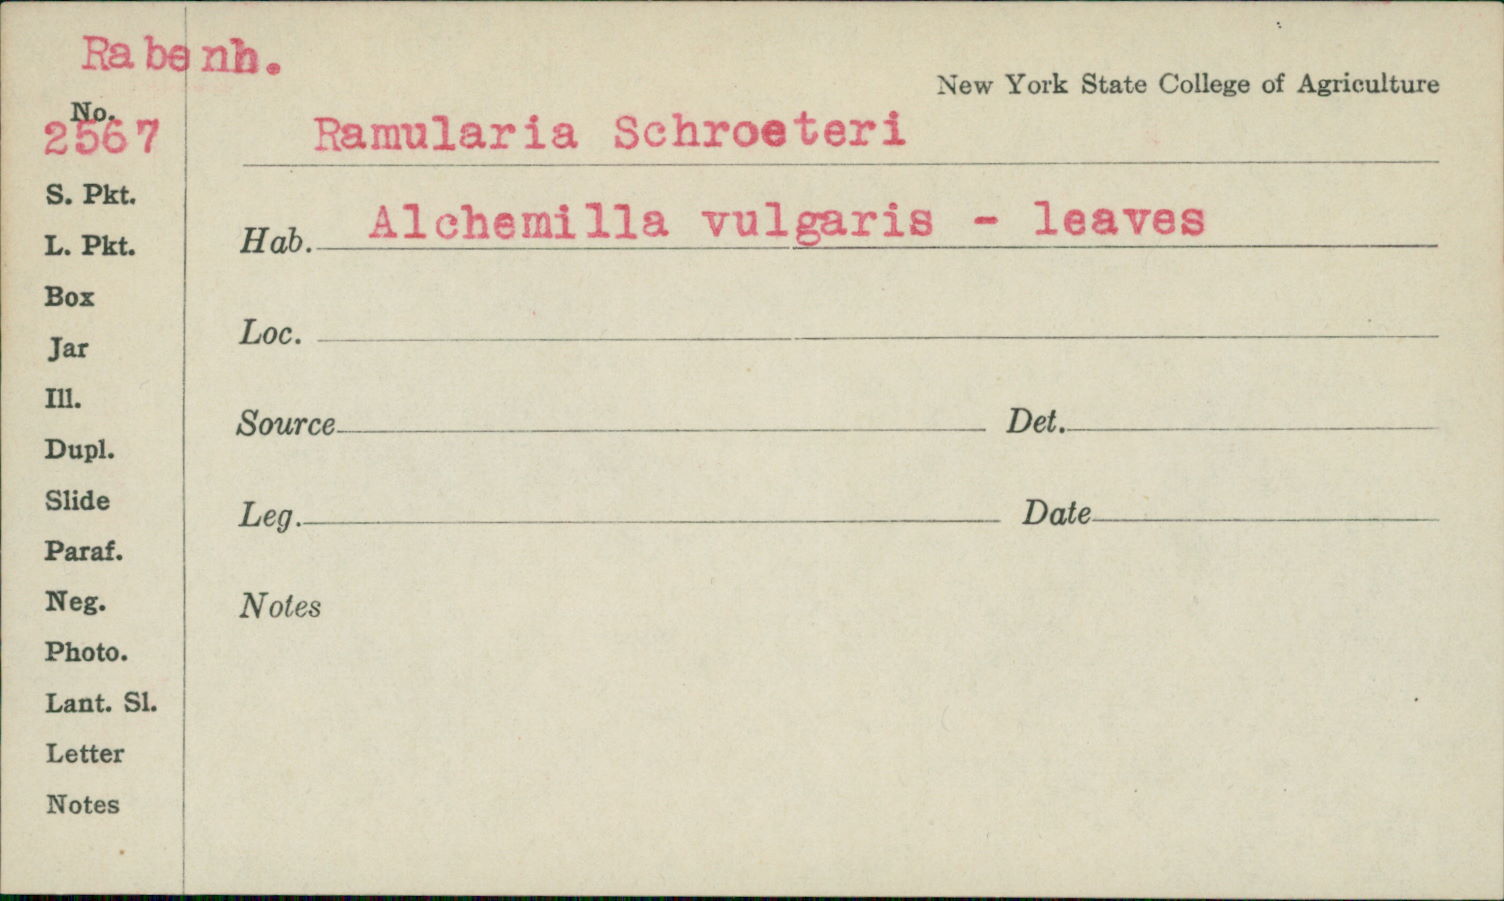 Rabenh.
New York State College of Agriculture
No.
2567
Ramularia Schroeteri
S. Pkt.
Hab. Alchemilla vulgaris - leaves
L. Pkt.
Box
Loc.
Jar
Ill.
Source Det.
Dupl.
Slide
Leg. Date
Paraf.
Neg.
Notes
Photo.
Lant. Sl.
Letter
Notes